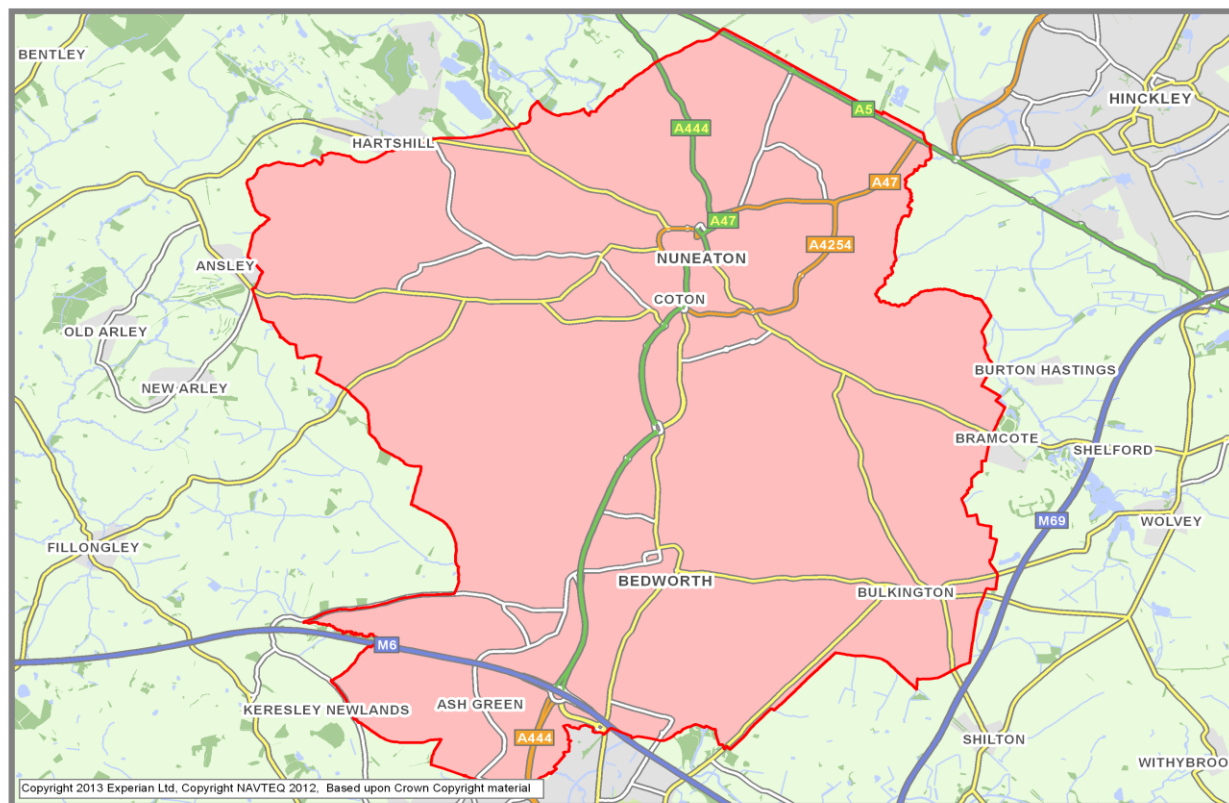 BENTLEY
HINCKLEY
A5
A444
HARTSHILL
A47
A47
A4254
NUNEATON
ANSLEY
COTON
OLD ARLEY
BURTON HASTINGS
NEW ARLEY
BRAMCOTE
SHELFORD
M69
WOLVEY
FILLONGLEY
BEDWORTH
BULKINGTON
M6
ASH GREEN
KERESLEY NEWLANDS
A444
SHILTON
WITHYBROO
Copyright 2013 Experian Ltd, Copyright NAVTEQ 2012, Based upon Crown Copyright material